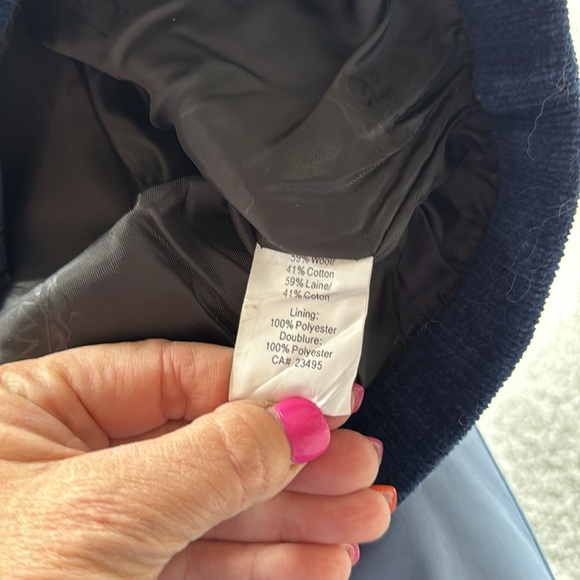 59% Wool/
41% Cotton
59% Laine/
41% Coton
Lining:
100% Polyester
Doublure:
100% Polyester
CA# 23495